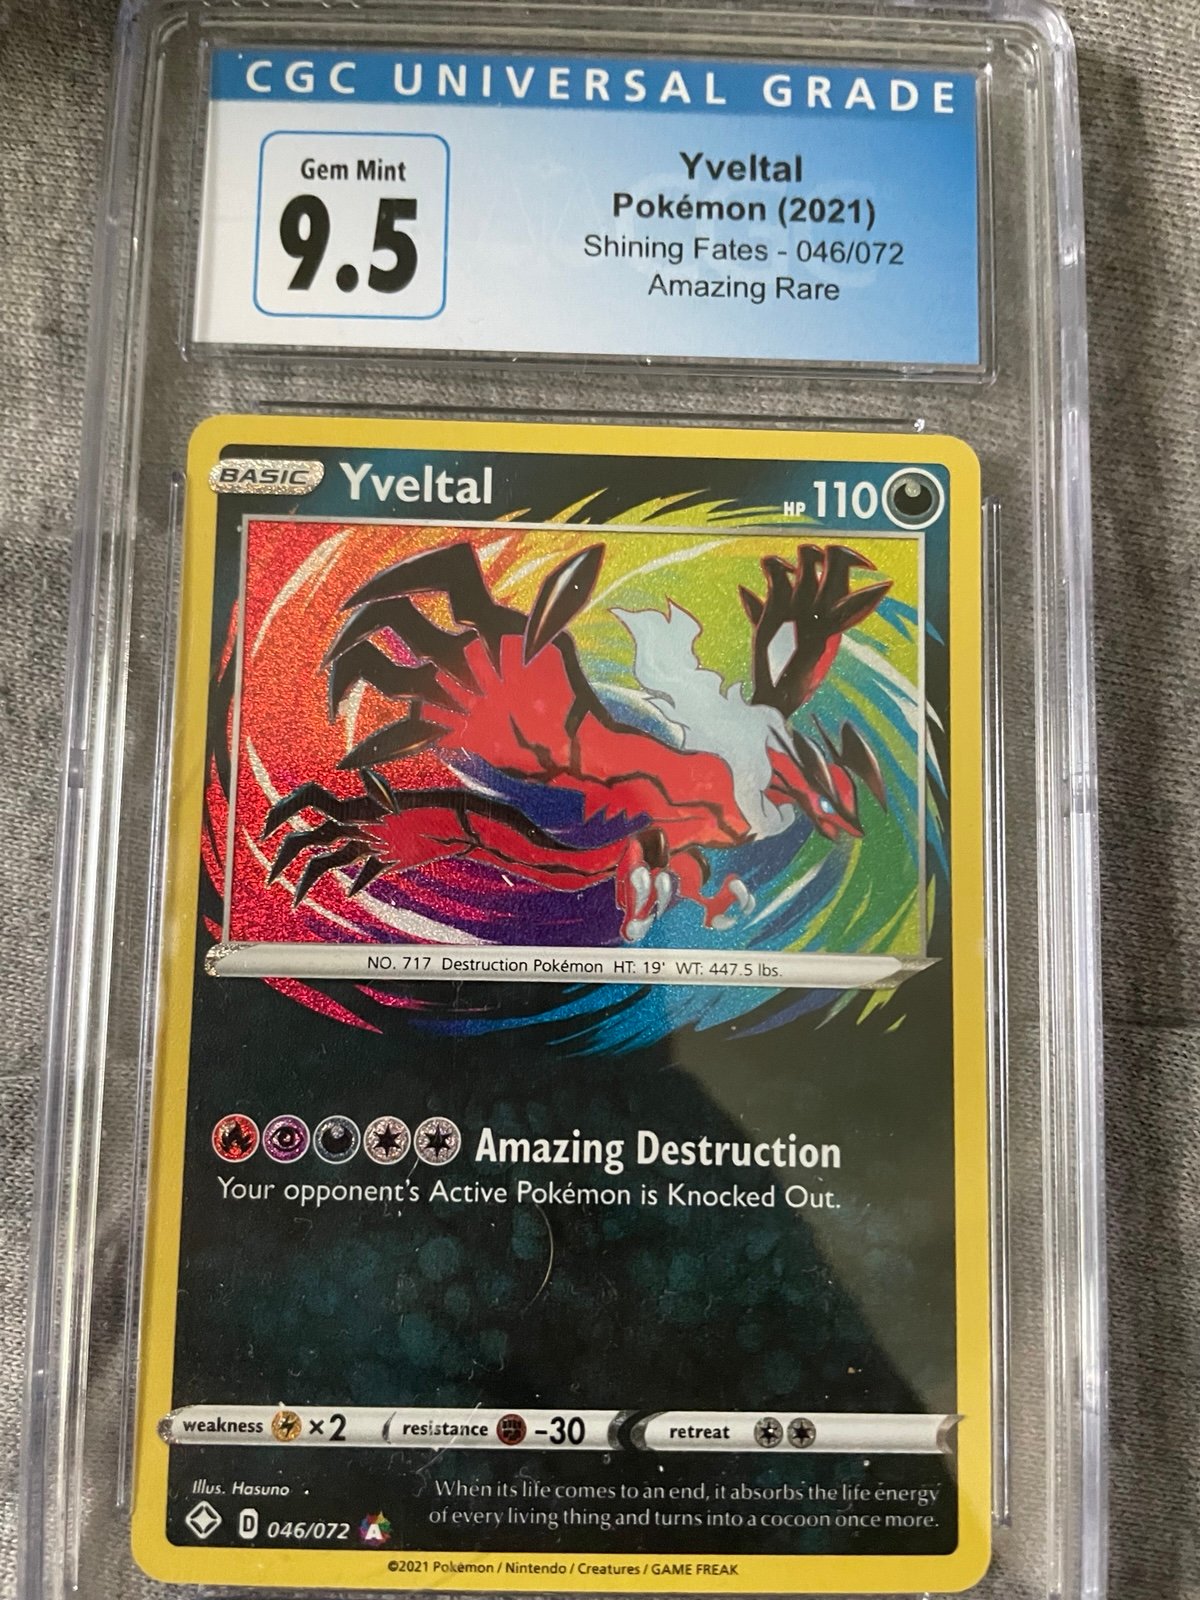 CGC UNIVERSAL GRADE
Gem Mint
9.5
Yveltal
Pokémon (2021)
Shining Fates - 046/072
Amazing Rare
BASIC Yveltal HP 110
NO. 717 Destruction Pokémon HT: 19' WT: 447.5 lbs.
Amazing Destruction
Your opponent's Active Pokémon is Knocked Out.
weakness ×2 resistance -30 retreat
Illus. Hasuno
When its life comes to an end, it absorbs the life energy
of every living thing and turns into a cocoon once more.
D 046/072 A
©2021 Pokémon / Nintendo / Creatures / GAME FREAK